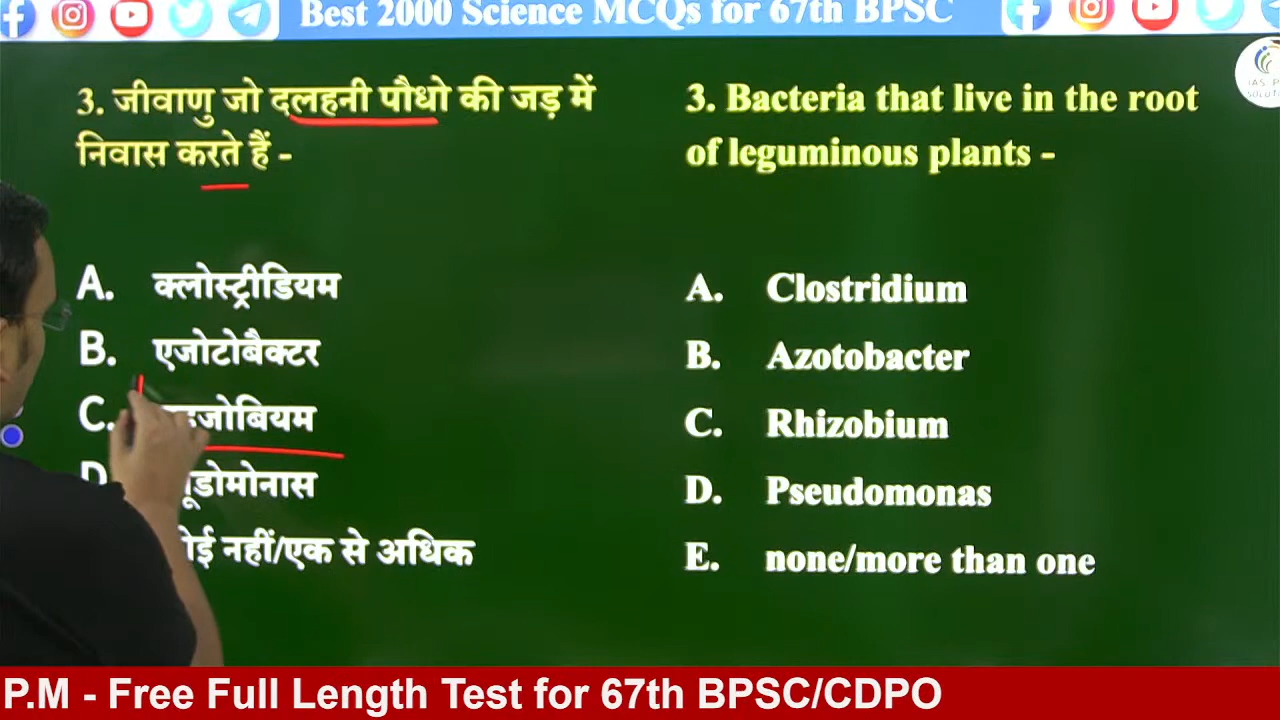 Best 2000 Science MCQs for 67th BPSC
3. जीवाणु जो दलहनी पौधो की जड़ में
निवास करते हैं -
A. क्लोस्ट्रीडियम
B. एजोटोबैक्टर
C.
D.
नहीं/एक से अधिक
3. Bacteria that live in the root
of leguminous plants -
A. Clostridium
B. Azotobacter
C. Rhizobium
D. Pseudomonas
E. none/more than one
P.M - Free Full Length Test for 67th BPSC/CDPO